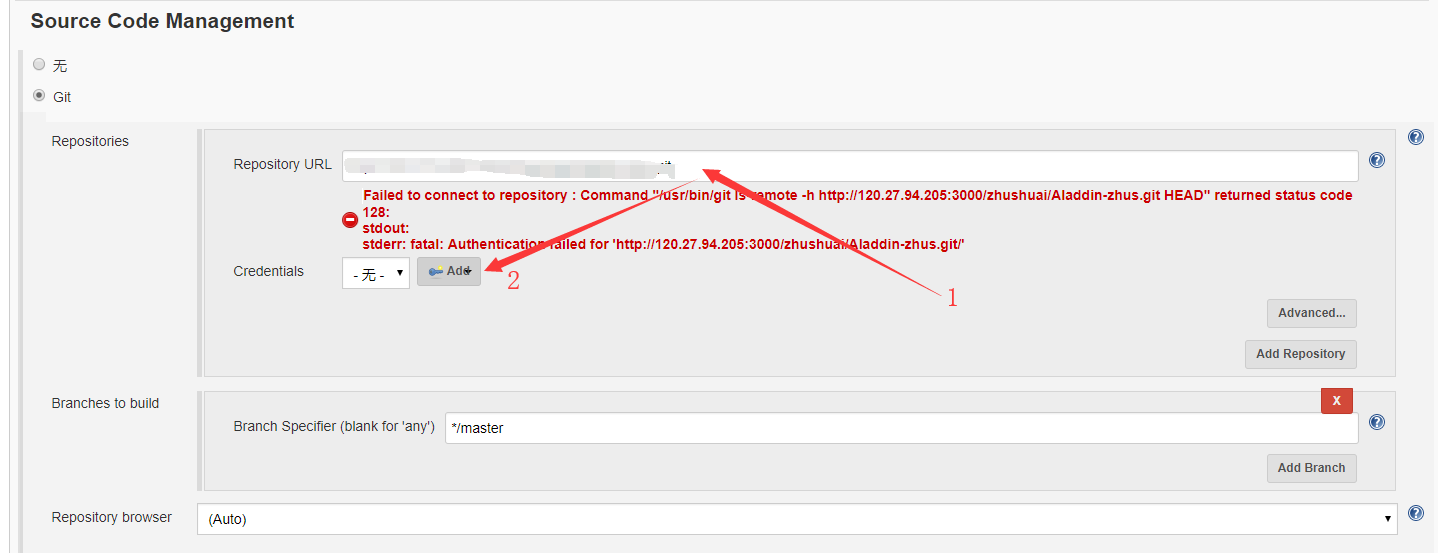 Source Code Management
无
Git
Repositories
Repository URL
git
Failed to connect to repository : Command "/usr/bin/git ls-remote -h http://120.27.94.205:3000/zhushuai/Aladdin-zhus.git HEAD" returned status code
128:
stdout:
stderr: fatal: Authentication failed for 'http://120.27.94.205:3000/zhushuai/Aladdin-zhus.git/'
Credentials
- 无 -
Add
2
1
Advanced...
Add Repository
Branches to build
X
Branch Specifier (blank for 'any')
*/master
Add Branch
Repository browser
(Auto)